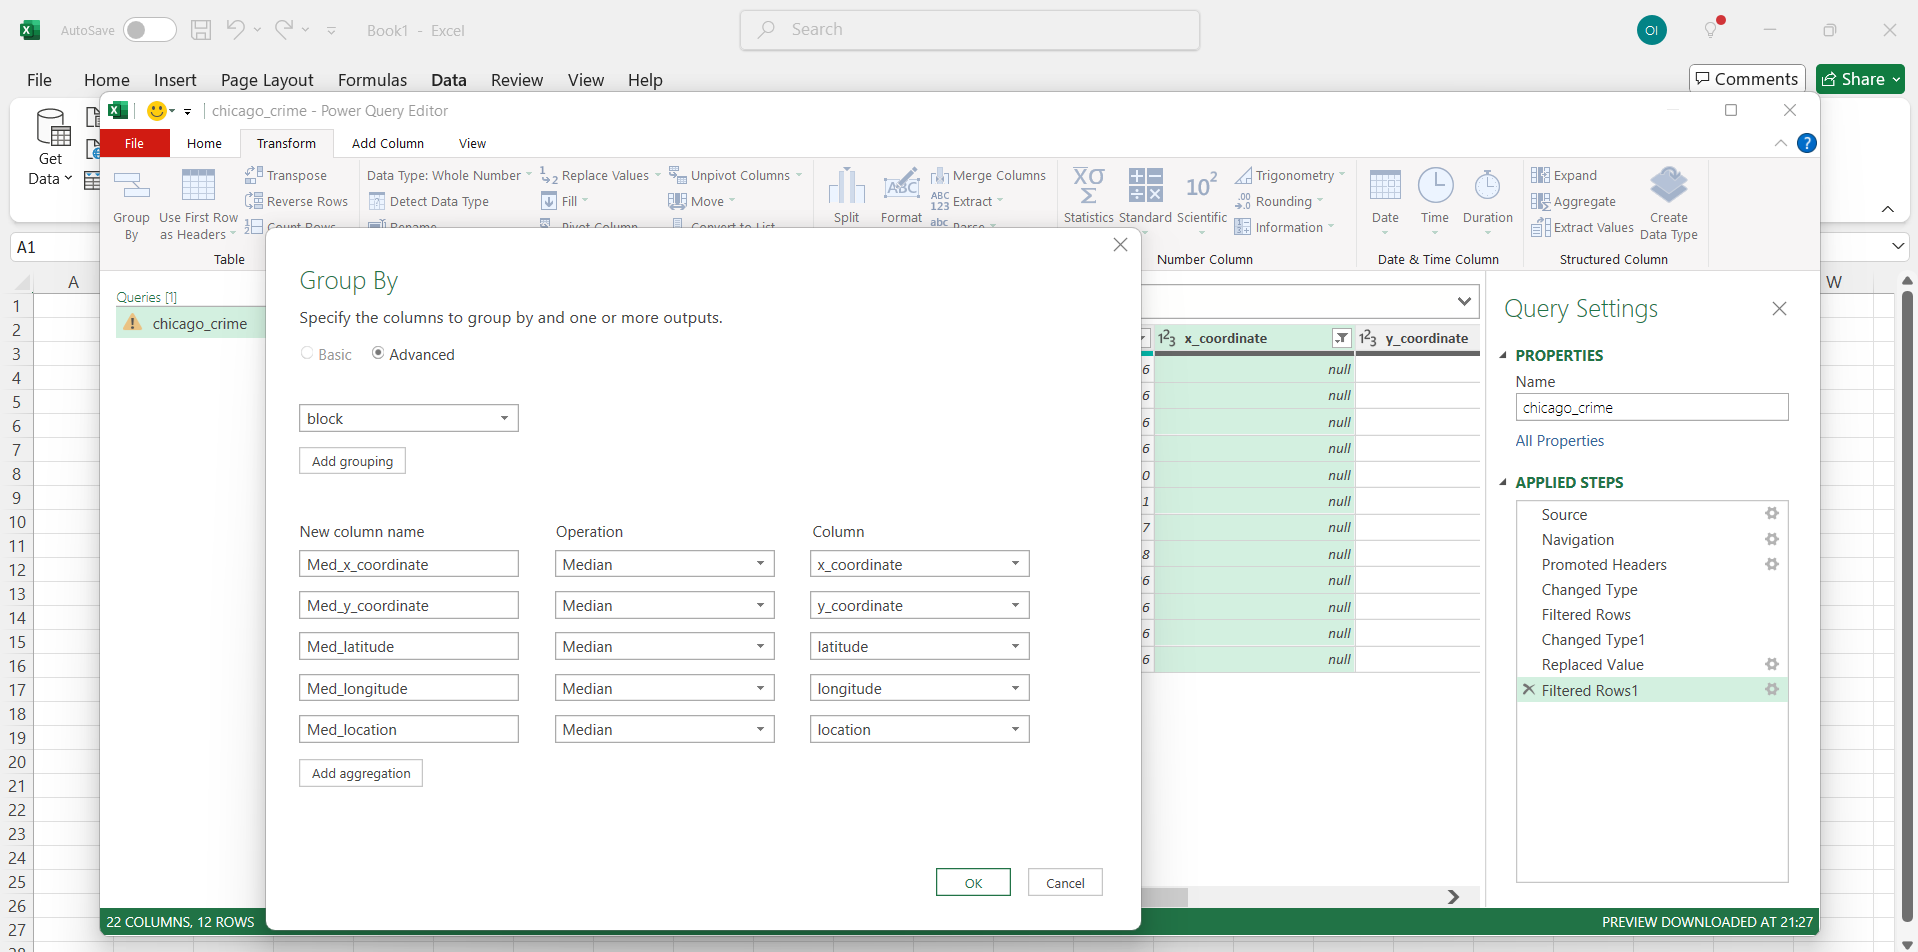 AutoSave
Book1 - Excel
Search
OI
File Home Insert Page Layout Formulas Data Review View Help
Comments
Share
Get
Data
chicago_crime - Power Query Editor
File Home Transform Add Column View
?
Group
By
Use First Row
as Headers
Transpose
Reverse Rows
Count Rows
Table
Data Type: Whole Number
Detect Data Type
Rename
Replace Values
Fill
Pivot Column
Unpivot Columns
Move
Convert to List
Split
Format
Merge Columns
Extract
Parse
Statistics Standard Scientific
Trigonometry
Rounding
Information
Number Column
Date Time Duration
Date & Time Column
Expand
Aggregate
Extract Values
Create
Data Type
Structured Column
A1
A
W
1
2
3
4
5
6
7
8
9
10
11
12
13
14
15
16
17
18
19
20
21
22
23
24
25
26
27
28
Queries [1]
chicago_crime
Group By
Specify the columns to group by and one or more outputs.
Basic Advanced
block
Add grouping
New column name Operation Column
Med_x_coordinate Median x_coordinate
Med_y_coordinate Median y_coordinate
Med_latitude Median latitude
Med_longitude Median longitude
Med_location Median location
Add aggregation
OK Cancel
x_coordinate y_coordinate
6 null
6 null
6 null
6 null
0 null
1 null
7 null
8 null
6 null
6 null
6 null
6 null
Query Settings
PROPERTIES
Name
chicago_crime
All Properties
APPLIED STEPS
Source
Navigation
Promoted Headers
Changed Type
Filtered Rows
Changed Type1
Replaced Value
Filtered Rows1
22 COLUMNS, 12 ROWS
PREVIEW DOWNLOADED AT 21:27